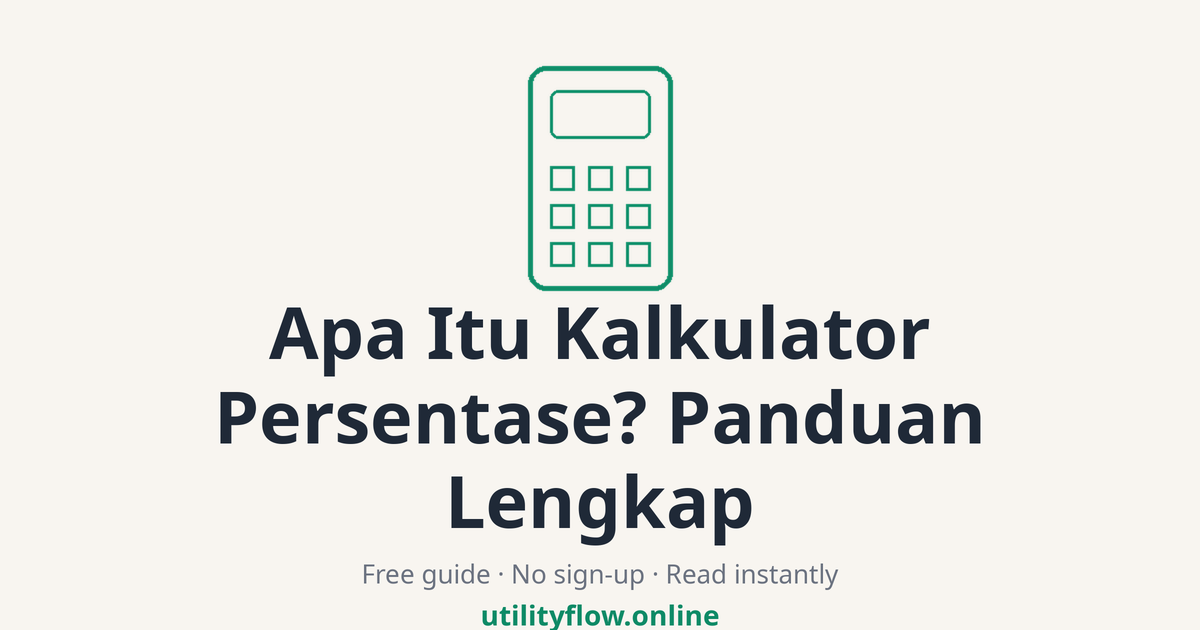 Apa Itu Kalkulator
Persentase? Panduan
Lengkap
Free guide · No sign-up · Read instantly
utilityflow.online